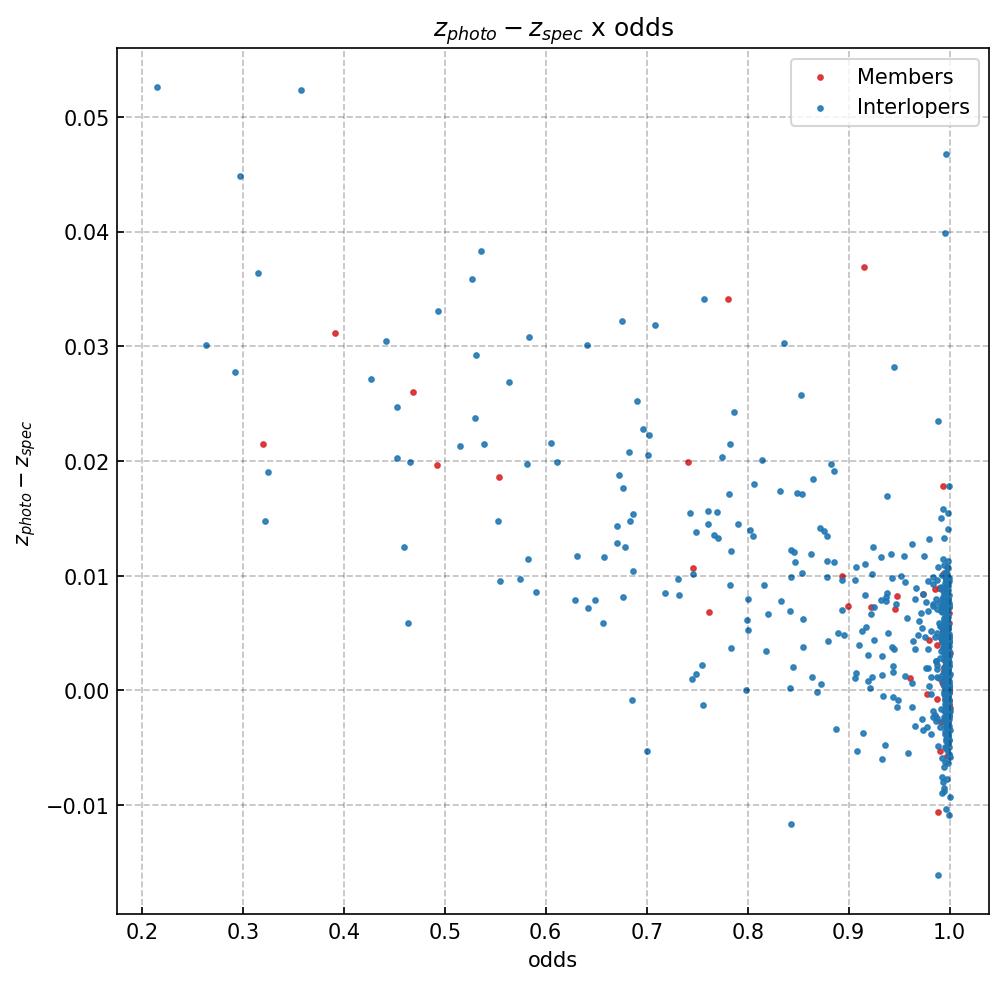 z_photo − z_spec x odds
Members
Interlopers
0.05
0.04
0.03
0.02
0.01
0.00
−0.01
z_photo − z_spec
0.2 0.3 0.4 0.5 0.6 0.7 0.8 0.9 1.0
odds